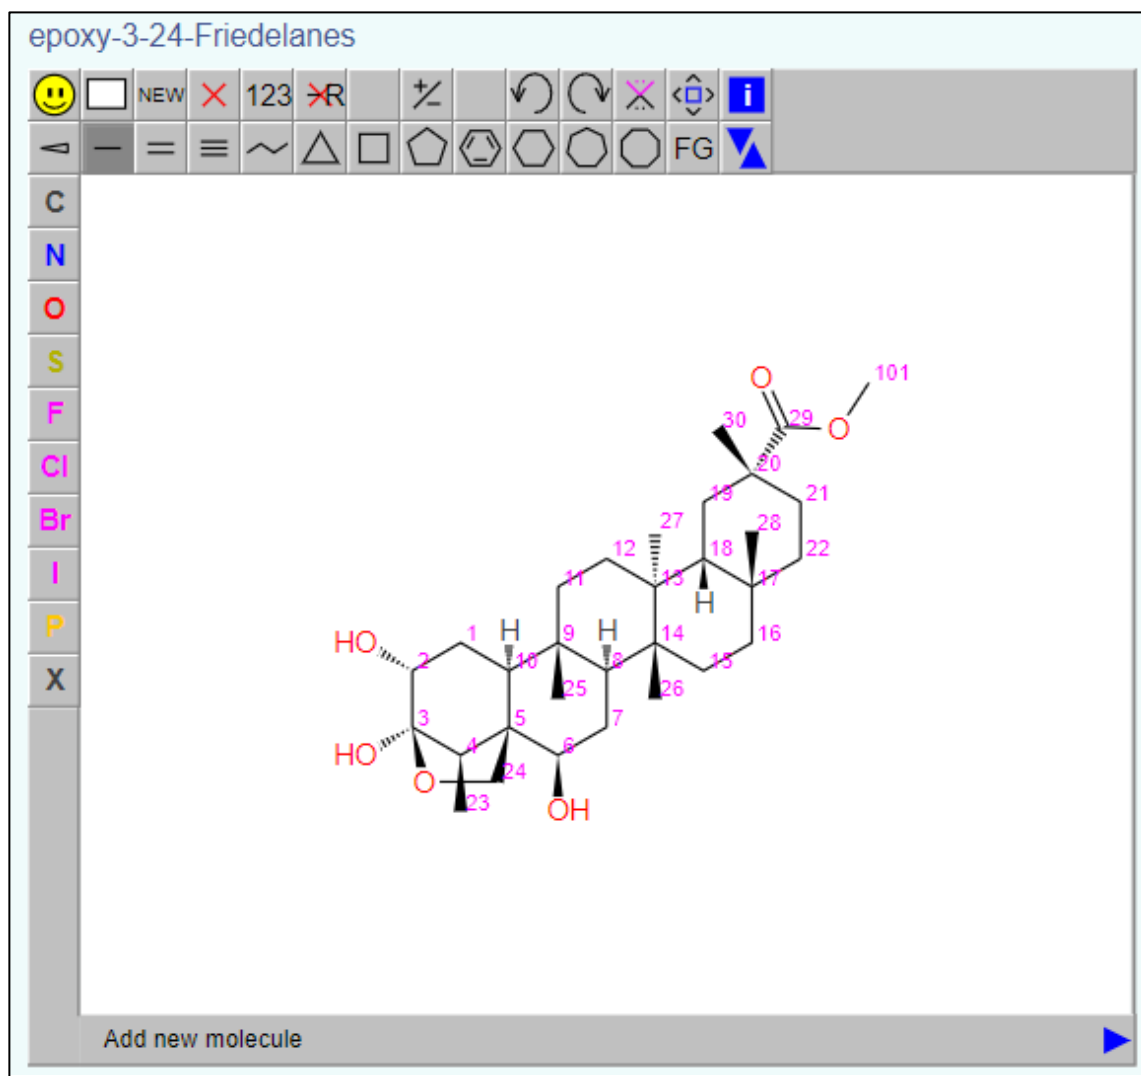 epoxy-3-24-Friedelanes
NEW 123 R +/- i
FG
C
N
O
S
F
Cl
Br
I
P
X
O 101
30 29 O
20
19 21
27 28
12 18 22
11 13 17
H
HO 1 H H 9 14 16
2 10 8 15
25 26
3 5 7
HO 4 6
O 24
23 OH
Add new molecule